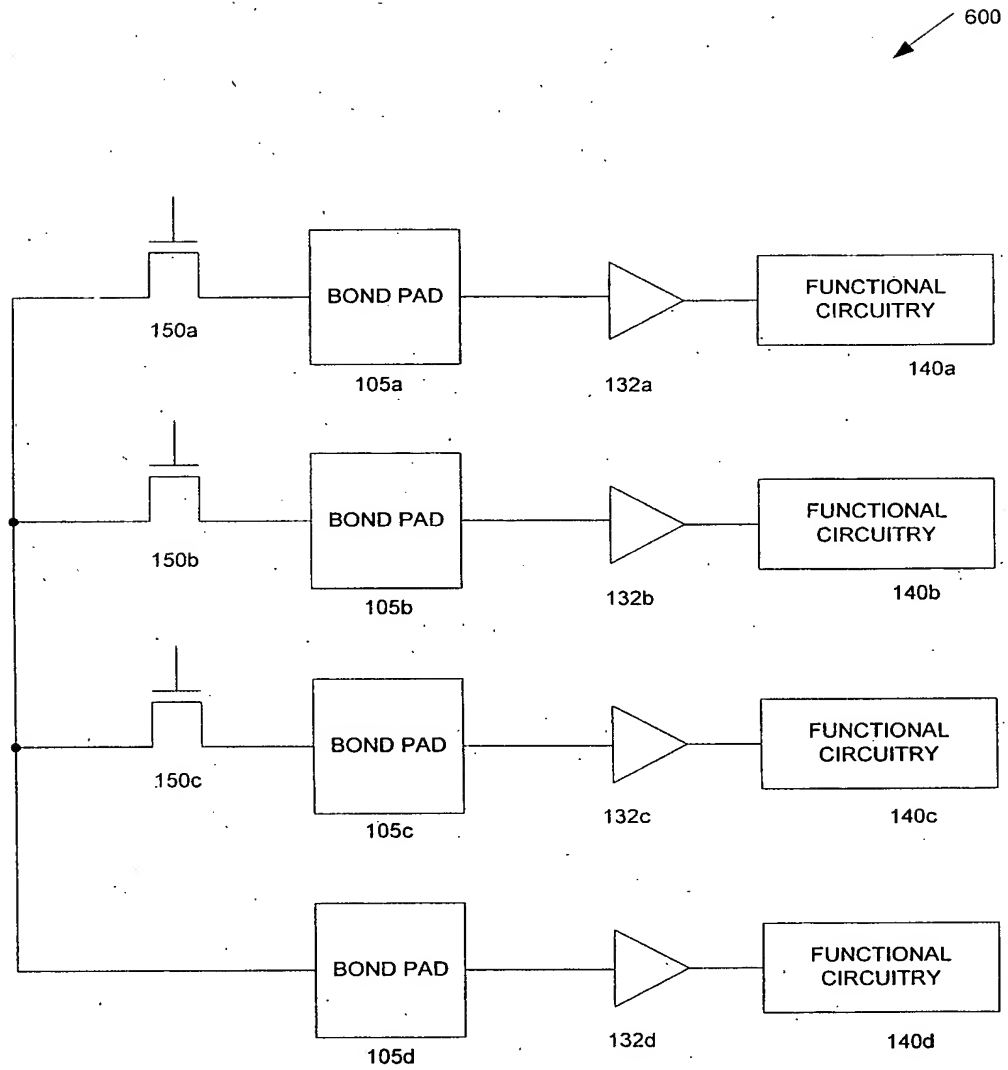 600
BOND PAD
FUNCTIONAL
CIRCUITRY
150a
105a
132a
140a
BOND PAD
FUNCTIONAL
CIRCUITRY
150b
105b
132b
140b
BOND PAD
FUNCTIONAL
CIRCUITRY
150c
105c
132c
140c
BOND PAD
FUNCTIONAL
CIRCUITRY
105d
132d
140d